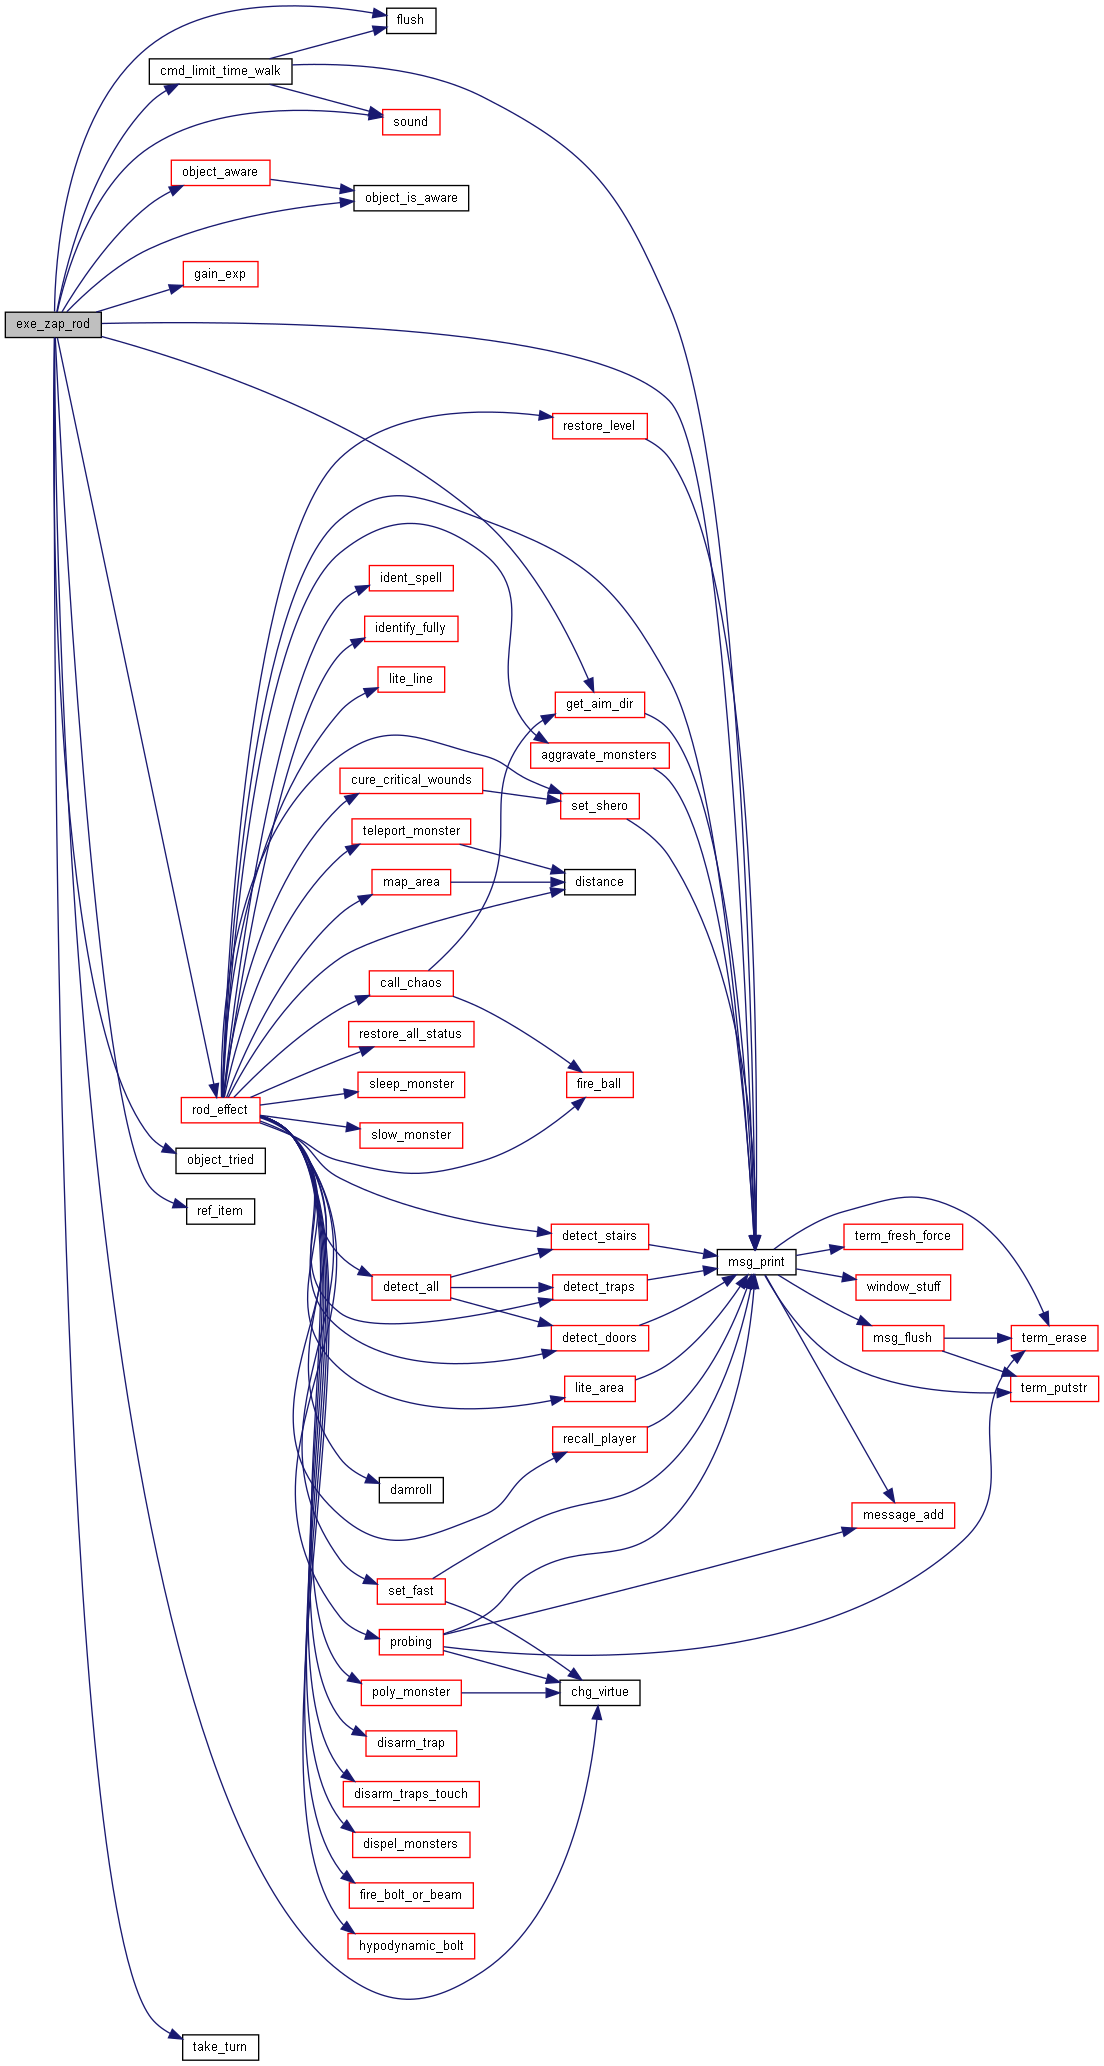 flush
cmd_limit_time_walk
sound
object_aware
object_is_aware
gain_exp
exe_zap_rod
restore_level
ident_spell
identify_fully
lite_line
get_aim_dir
aggravate_monsters
cure_critical_wounds
set_shero
teleport_monster
map_area
distance
call_chaos
restore_all_status
sleep_monster
fire_ball
rod_effect
slow_monster
object_tried
ref_item
detect_stairs
term_fresh_force
msg_print
detect_all
detect_traps
window_stuff
detect_doors
msg_flush
term_erase
lite_area
term_putstr
recall_player
damroll
message_add
set_fast
probing
poly_monster
chg_virtue
disarm_trap
disarm_traps_touch
dispel_monsters
fire_bolt_or_beam
hypodynamic_bolt
take_turn